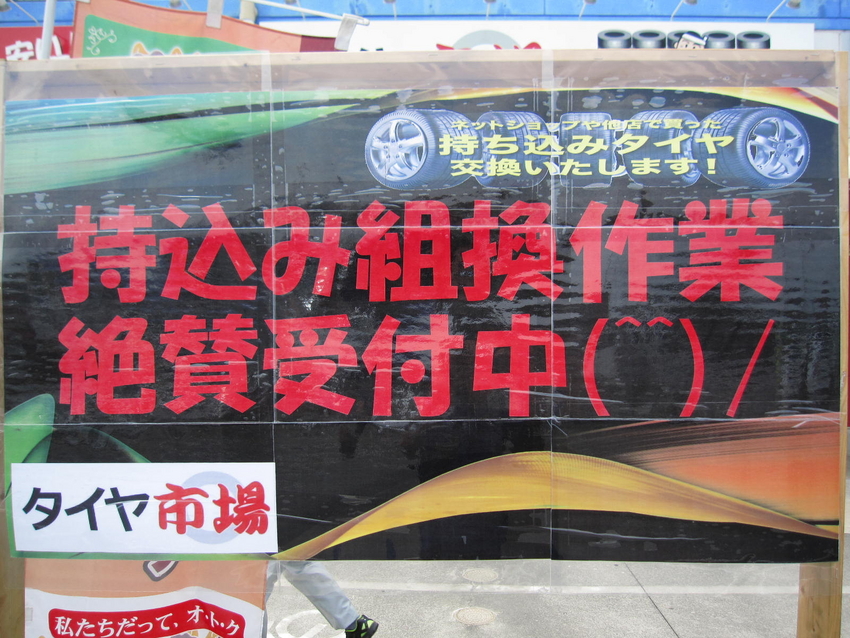 ネットショップや他店で買った
持ち込みタイヤ
交換いたします!
持込み組換作業
絶賛受付中(^^)/
タイヤ市場
私たちだって、オ・ト・ク